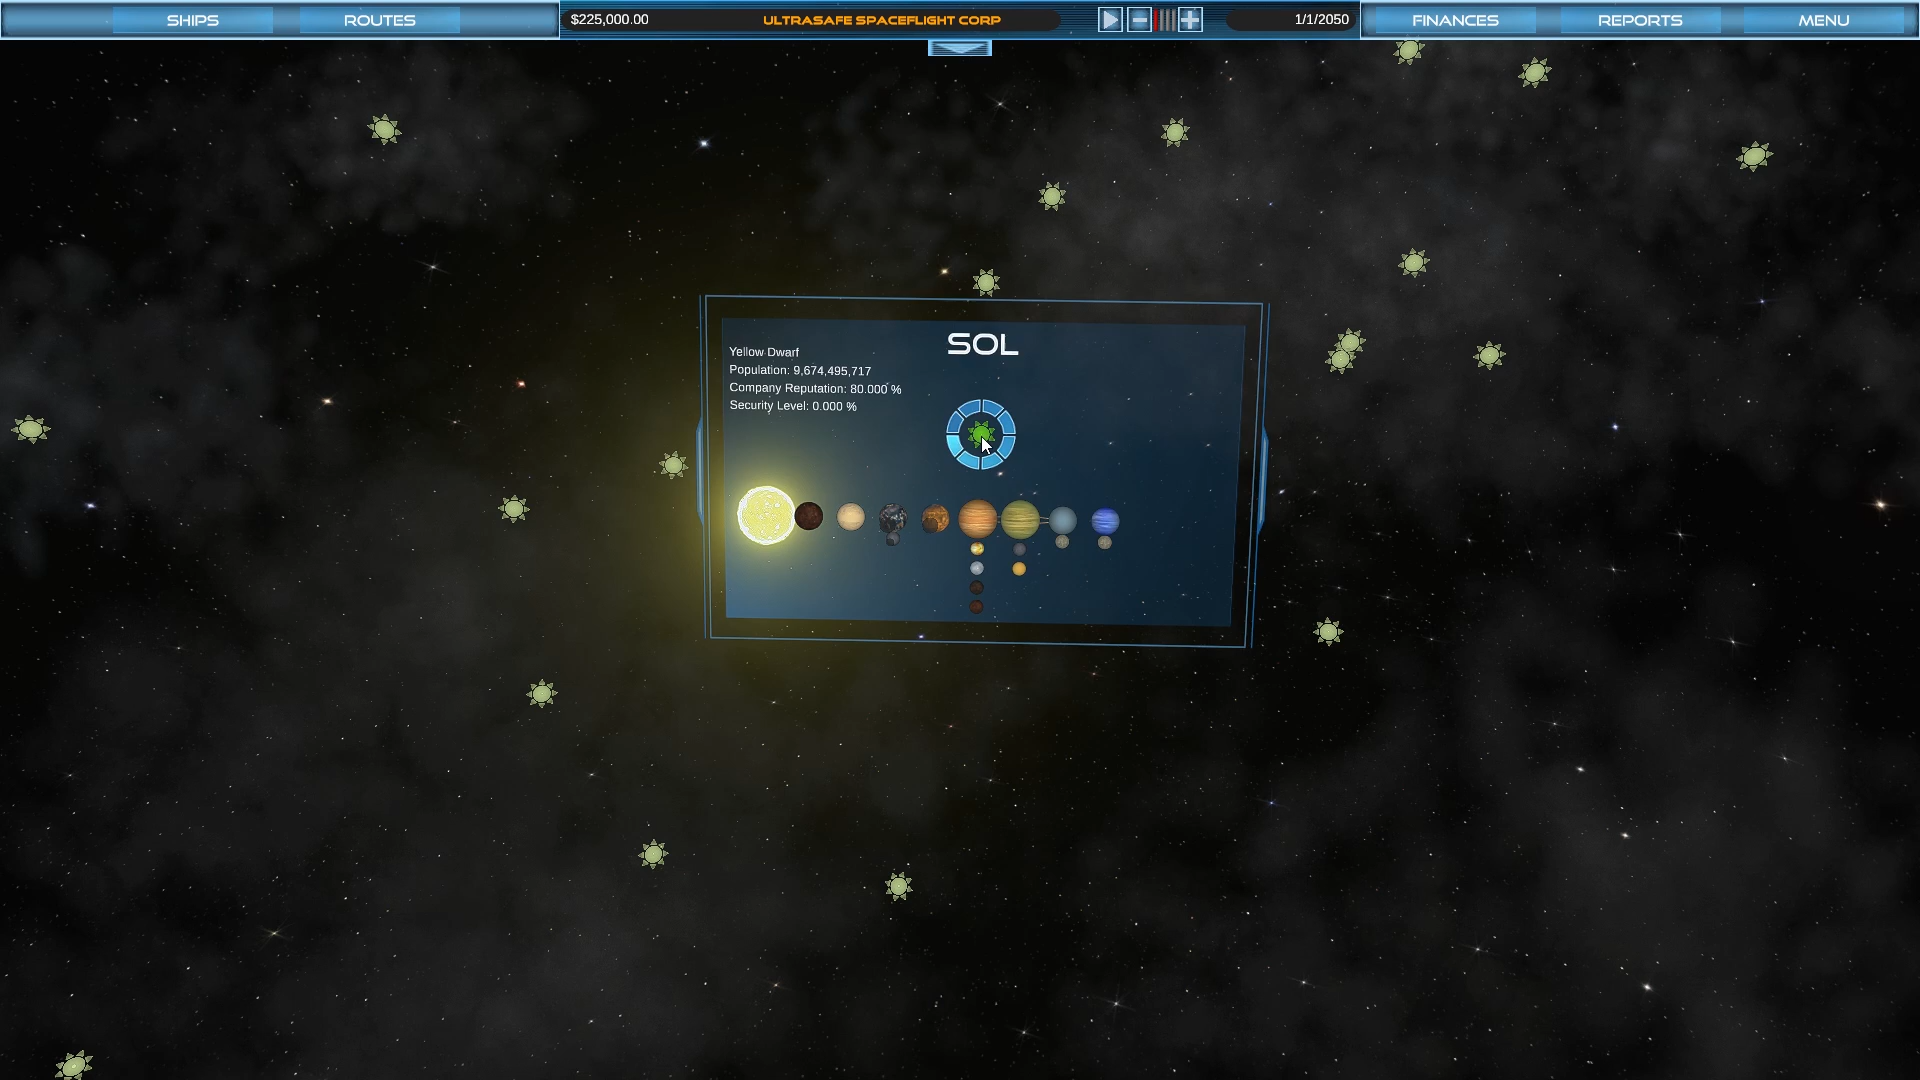 SHIPS
ROUTES
$225,000.00
ULTRASAFE SPACEFLIGHT CORP
1/1/2050
FINANCES
REPORTS
MENU
SOL
Yellow Dwarf
Population: 9,674,495,717
Company Reputation: 80.000 %
Security Level: 0.000 %